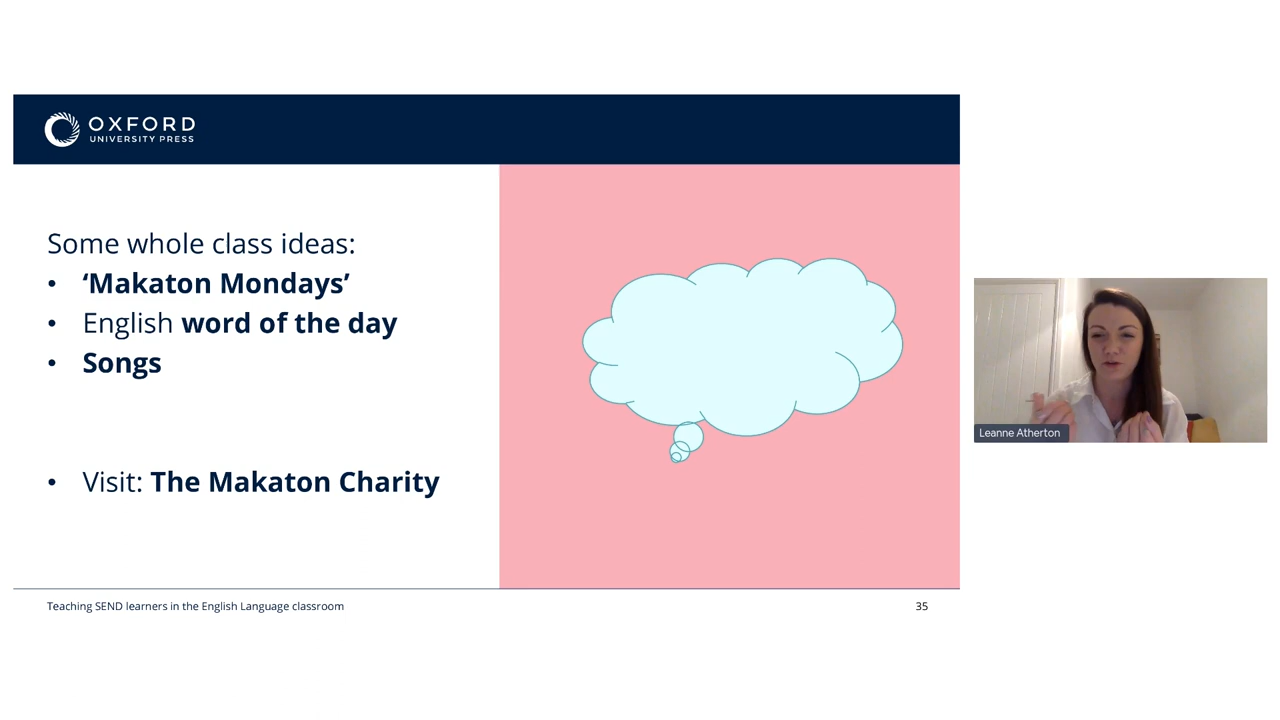 OXFORD
UNIVERSITY PRESS
Some whole class ideas:
• ‘Makaton Mondays’
• English word of the day
• Songs
• Visit: The Makaton Charity
Teaching SEND learners in the English Language classroom
35
Leanne Atherton